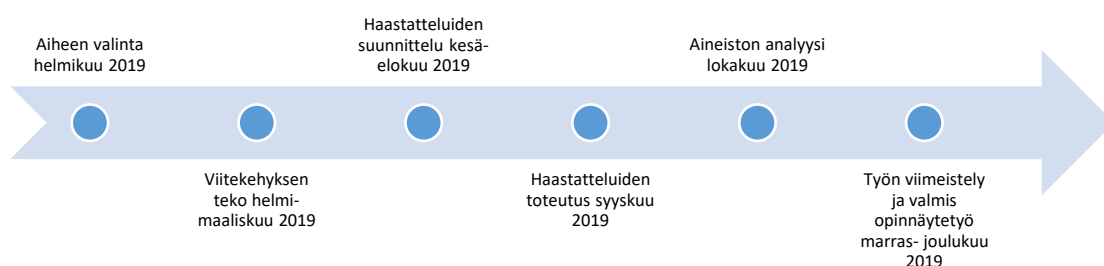 Aiheen valinta
helmikuu 2019
Viitekehyksen
teko helmi-
maaliskuu 2019
Haastatteluiden
suunnittelu kesä-
elokuu 2019
Haastatteluiden
toteutus syyskuu
2019
Aineiston analyysi
lokakuu 2019
Työn viimeistely
ja valmis
opinnäytetyö
marras- joulukuu
2019